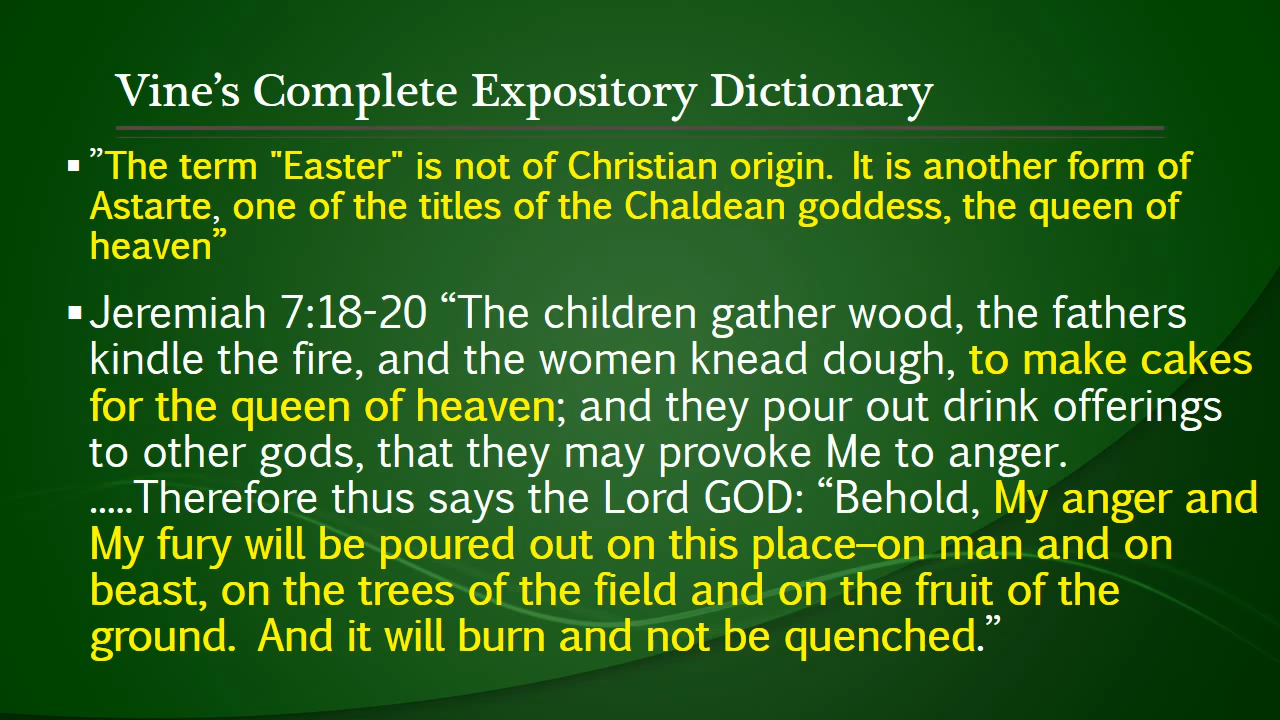 Vine’s Complete Expository Dictionary
▪ ”The term "Easter" is not of Christian origin.  It is another form of
Astarte, one of the titles of the Chaldean goddess, the queen of
heaven”
▪ Jeremiah 7:18-20 “The children gather wood, the fathers
kindle the fire, and the women knead dough, to make cakes
for the queen of heaven; and they pour out drink offerings
to other gods, that they may provoke Me to anger.
.....Therefore thus says the Lord GOD: “Behold, My anger and
My fury will be poured out on this place–on man and on
beast, on the trees of the field and on the fruit of the
ground.  And it will burn and not be quenched.”